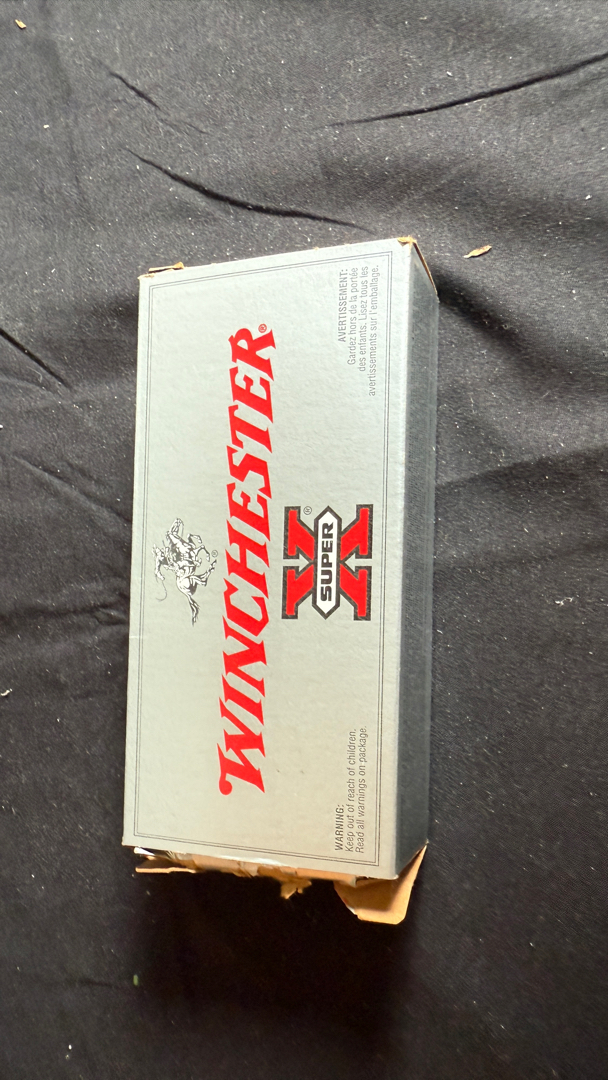 WINCHESTER®
SUPER X®
WARNING:
Keep out of reach of children.
Read all warnings on package.
AVERTISSEMENT:
Gardez hors de la portée
des enfants. Lisez tous les
avertissements sur l'emballage.